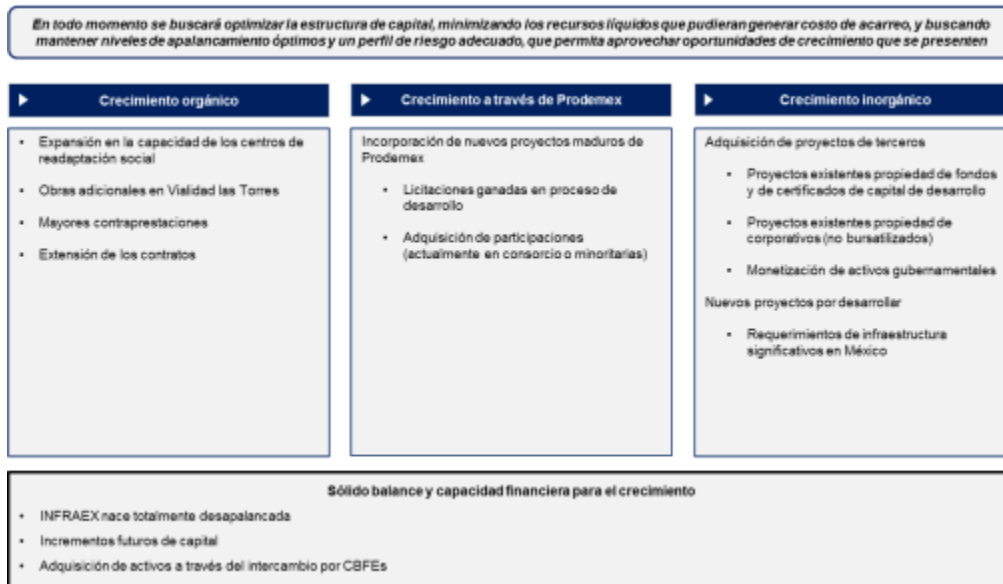 En todo momento se buscará optimizar la estructura de capital, minimizando los recursos líquidos que pudieran generar costo de acarreo, y buscando
mantener niveles de apalancamiento óptimos y un perfil de riesgo adecuado, que permita aprovechar oportunidades de crecimiento que se presenten
Crecimiento orgánico
• Expansión en la capacidad de los centros de
readaptación social
• Obras adicionales en Vialidad las Torres
• Mayores contraprestaciones
• Extensión de los contratos
Crecimiento a través de Prodemex
Incorporación de nuevos proyectos maduros de
Prodemex
• Licitaciones ganadas en proceso de
desarrollo
• Adquisición de participaciones
(actualmente en consorcio o minoritarias)
Crecimiento inorgánico
Adquisición de proyectos de terceros
• Proyectos existentes propiedad de fondos
y de certificados de capital de desarrollo
• Proyectos existentes propiedad de
corporativos (no bursatilizados)
• Monetización de activos gubernamentales
Nuevos proyectos por desarrollar
• Requerimientos de infraestructura
significativos en México
Sólido balance y capacidad financiera para el crecimiento
• INFRAEX nace totalmente desapalancada
• Incrementos futuros de capital
• Adquisición de activos a través del intercambio por CBFEs